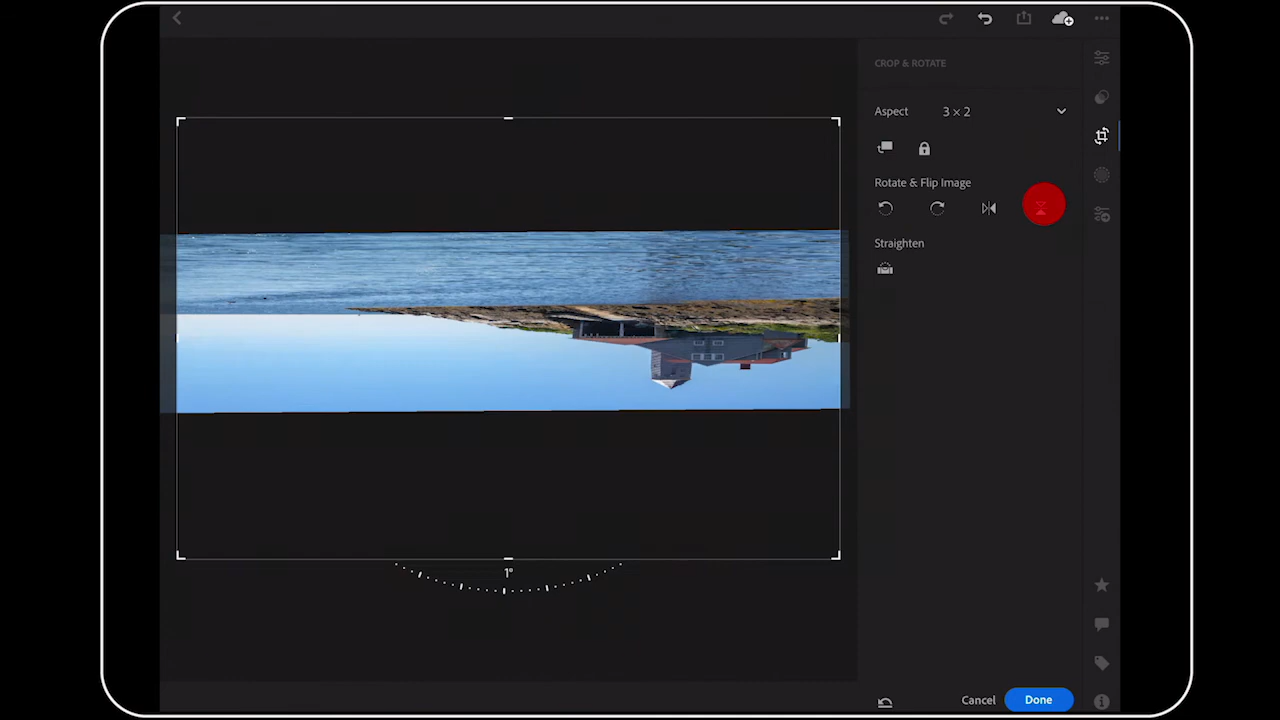 CROP & ROTATE
Aspect 3 × 2
Rotate & Flip Image
Straighten
1°
Cancel Done